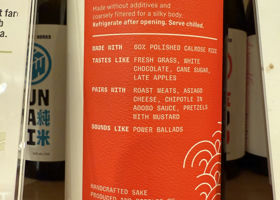 Made without additives and
coarsely filtered for a silky body.
Refrigerate after opening. Serve chilled.
MADE WITH 60% POLISHED CALROSE RICE
TASTES LIKE FRESH GRASS, WHITE
CHOCOLATE, CANE SUGAR,
LATE APPLES
PAIRS WITH ROAST MEATS, ASIAGO
CHEESE, CHIPOTLE IN
ADOBO SAUCE, PRETZELS
WITH MUSTARD
SOUNDS LIKE POWER BALLADS
HANDCRAFTED SAKE
純
米